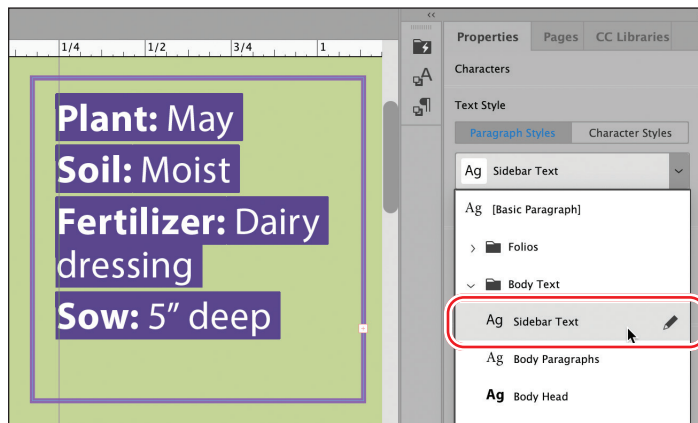 1/4 1/2 3/4 1
Plant: May
Soil: Moist
Fertilizer: Dairy
dressing
Sow: 5” deep
Properties Pages CC Libraries
Characters
Text Style
Paragraph Styles Character Styles
Ag Sidebar Text
Ag [Basic Paragraph]
Folios
Body Text
Ag Sidebar Text
Ag Body Paragraphs
Ag Body Head